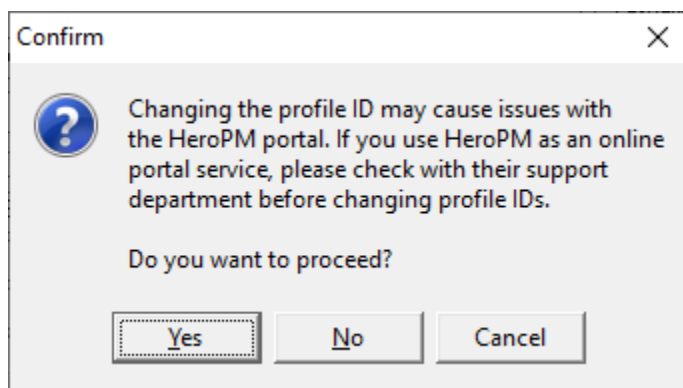 Confirm
Changing the profile ID may cause issues with
the HeroPM portal. If you use HeroPM as an online
portal service, please check with their support
department before changing profile IDs.
Do you want to proceed?
Yes No Cancel